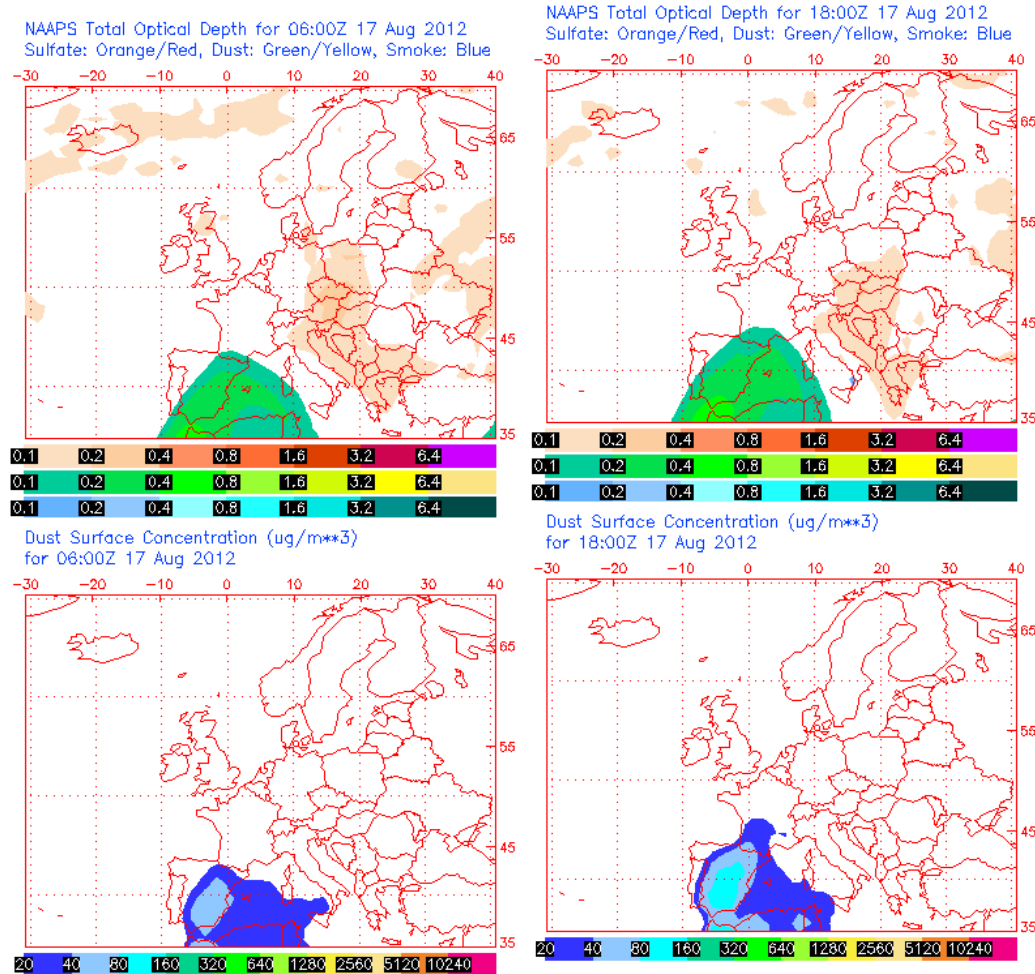 NAAPS Total Optical Depth for 06:00Z 17 Aug 2012
Sulfate: Orange/Red, Dust: Green/Yellow, Smoke: Blue
-30 -20 -10 0 10 20 30 40
65
55
45
35
0.1 0.2 0.4 0.8 1.6 3.2 6.4
0.1 0.2 0.4 0.8 1.6 3.2 6.4
0.1 0.2 0.4 0.8 1.6 3.2 6.4
NAAPS Total Optical Depth for 18:00Z 17 Aug 2012
Sulfate: Orange/Red, Dust: Green/Yellow, Smoke: Blue
-30 -20 -10 0 10 20 30 40
65
55
45
35
0.1 0.2 0.4 0.8 1.6 3.2 6.4
0.1 0.2 0.4 0.8 1.6 3.2 6.4
0.1 0.2 0.4 0.8 1.6 3.2 6.4
Dust Surface Concentration (ug/m**3)
for 06:00Z 17 Aug 2012
-30 -20 -10 0 10 20 30 40
65
55
45
35
20 40 80 160 320 640 1280 2560 5120 10240
Dust Surface Concentration (ug/m**3)
for 18:00Z 17 Aug 2012
-30 -20 -10 0 10 20 30 40
65
55
45
35
20 40 80 160 320 640 1280 2560 5120 10240